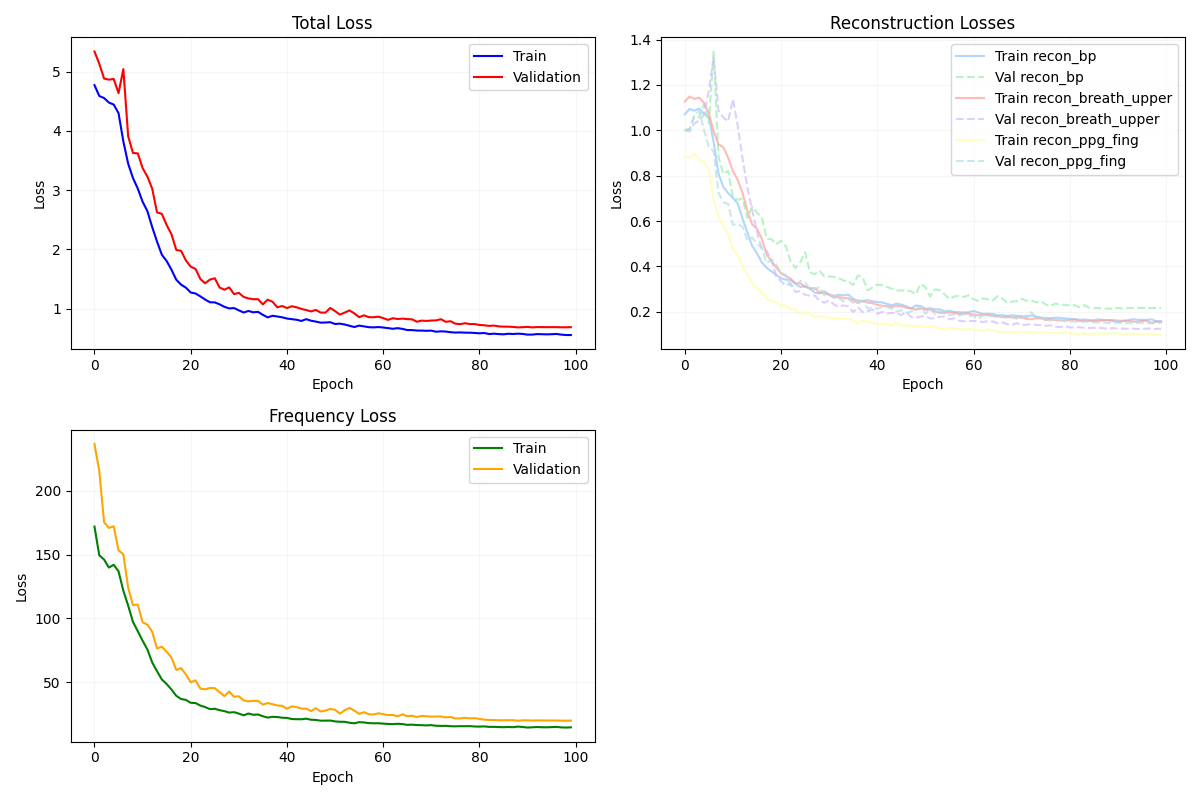 Total Loss
Train
Validation
5
4
3
2
1
Loss
0
20
40
60
80
100
Epoch
Reconstruction Losses
Train recon_bp
Val recon_bp
Train recon_breath_upper
Val recon_breath_upper
Train recon_ppg_fing
Val recon_ppg_fing
1.4
1.2
1.0
0.8
0.6
0.4
0.2
Loss
0
20
40
60
80
100
Epoch
Frequency Loss
Train
Validation
200
150
100
50
Loss
0
20
40
60
80
100
Epoch